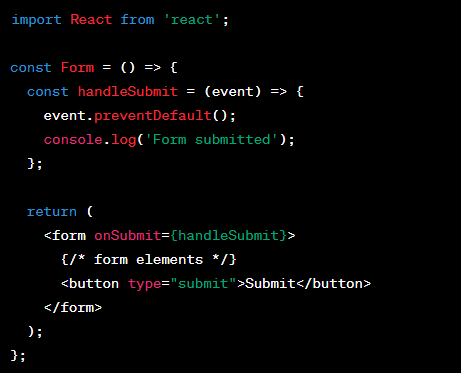 import React from 'react';
const Form = () => {
  const handleSubmit = (event) => {
    event.preventDefault();
    console.log('Form submitted');
  };
  return (
    <form onSubmit={handleSubmit}>
      {/* form elements */}
      <button type="submit">Submit</button>
    </form>
  );
};